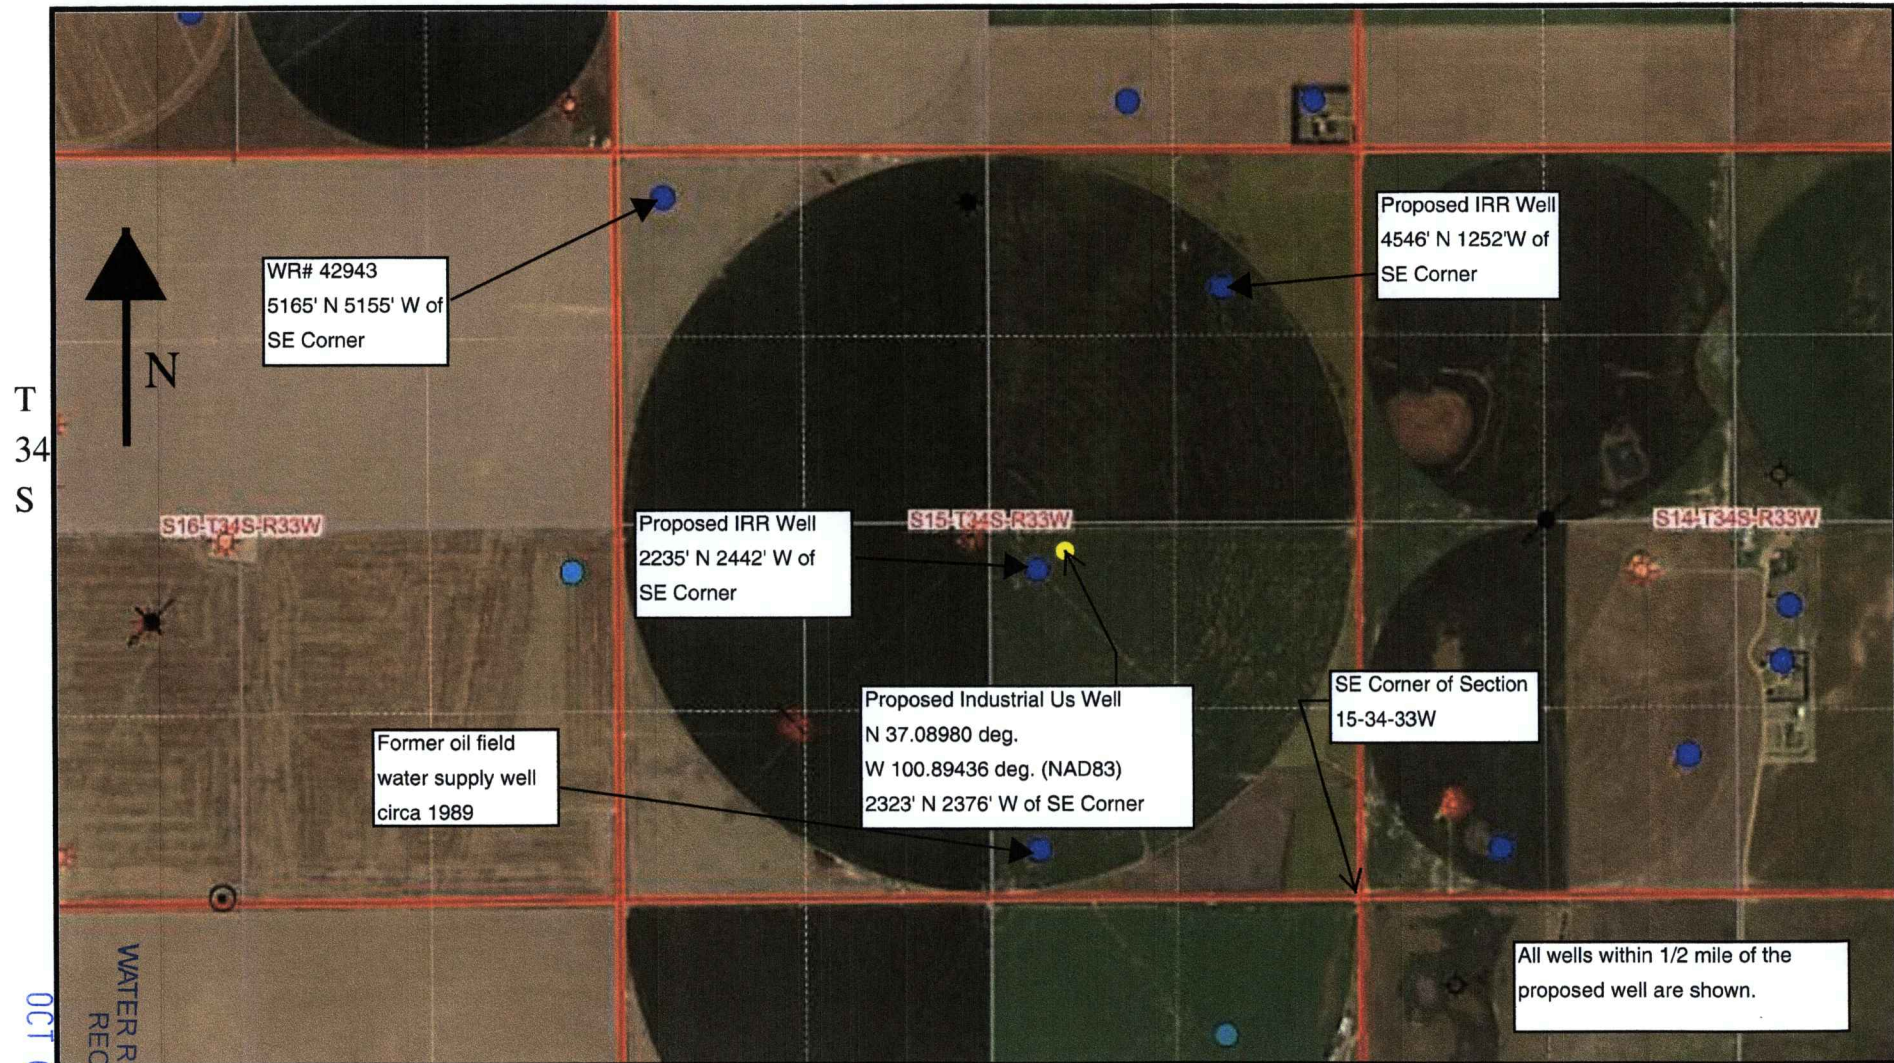 WR# 42943
5165' N 5155' W of
SE Corner
Proposed IRR Well
4546' N 1252'W of
SE Corner
N
T
34
S
S16-T34S-R33W
S15-T34S-R33W
S14-T34S-R33W
Proposed IRR Well
2235' N 2442' W of
SE Corner
Proposed Industrial Us Well
N 37.08980 deg.
W 100.89436 deg. (NAD83)
2323' N 2376' W of SE Corner
SE Corner of Section
15-34-33W
Former oil field
water supply well
circa 1989
All wells within 1/2 mile of the
proposed well are shown.
WATER R
REC
OCT